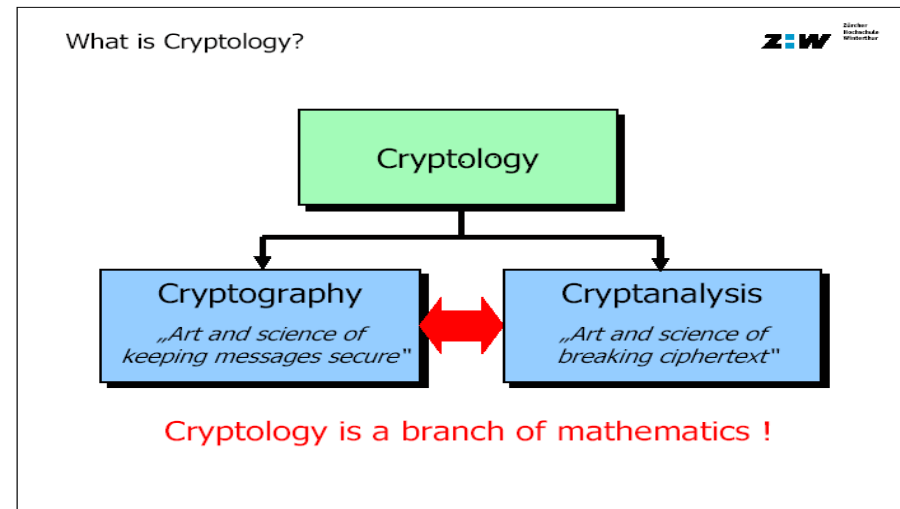 What is Cryptology?
Zürcher
Hochschule
Winterthur
ZHW
Cryptology
Cryptography
„Art and science of
keeping messages secure"
Cryptanalysis
„Art and science of
breaking ciphertext"
Cryptology is a branch of mathematics !